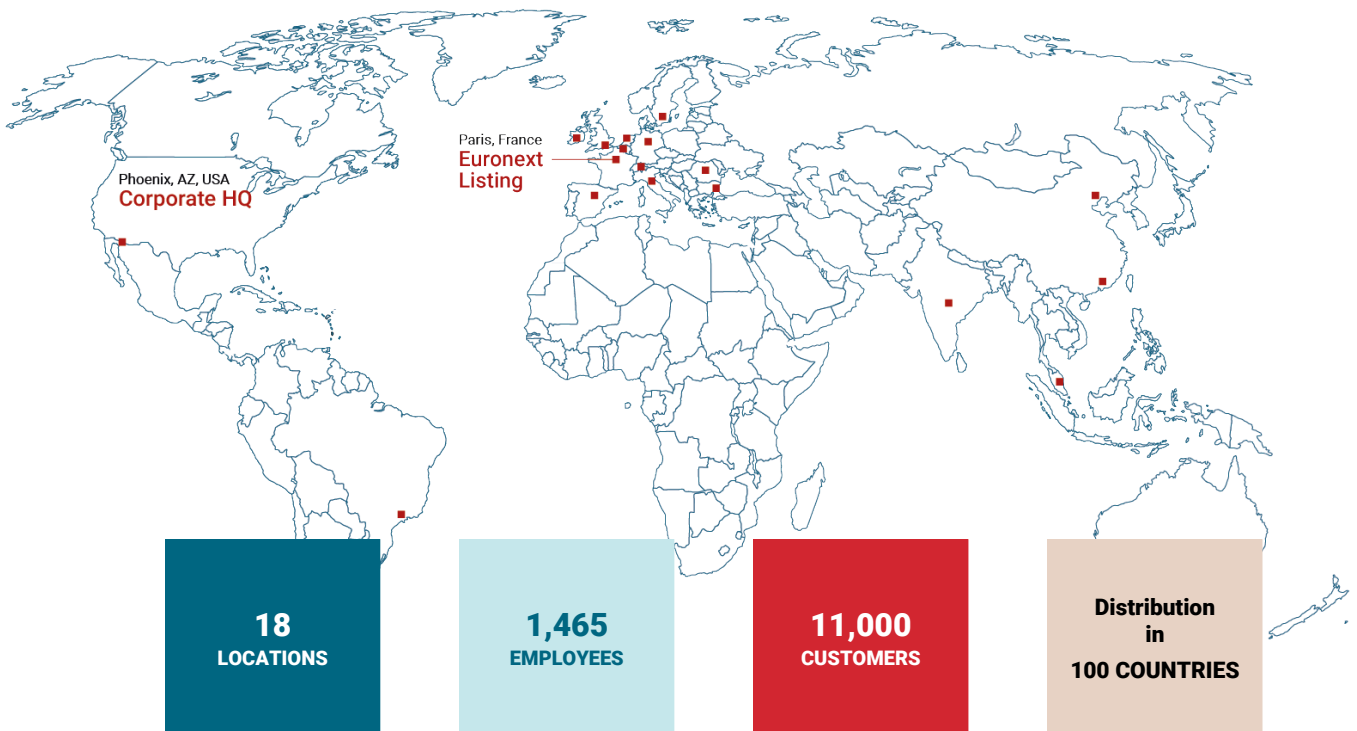 Paris, France
Euronext
Listing
Phoenix, AZ, USA
Corporate HQ
18
LOCATIONS
1,465
EMPLOYEES
11,000
CUSTOMERS
Distribution
in
100 COUNTRIES